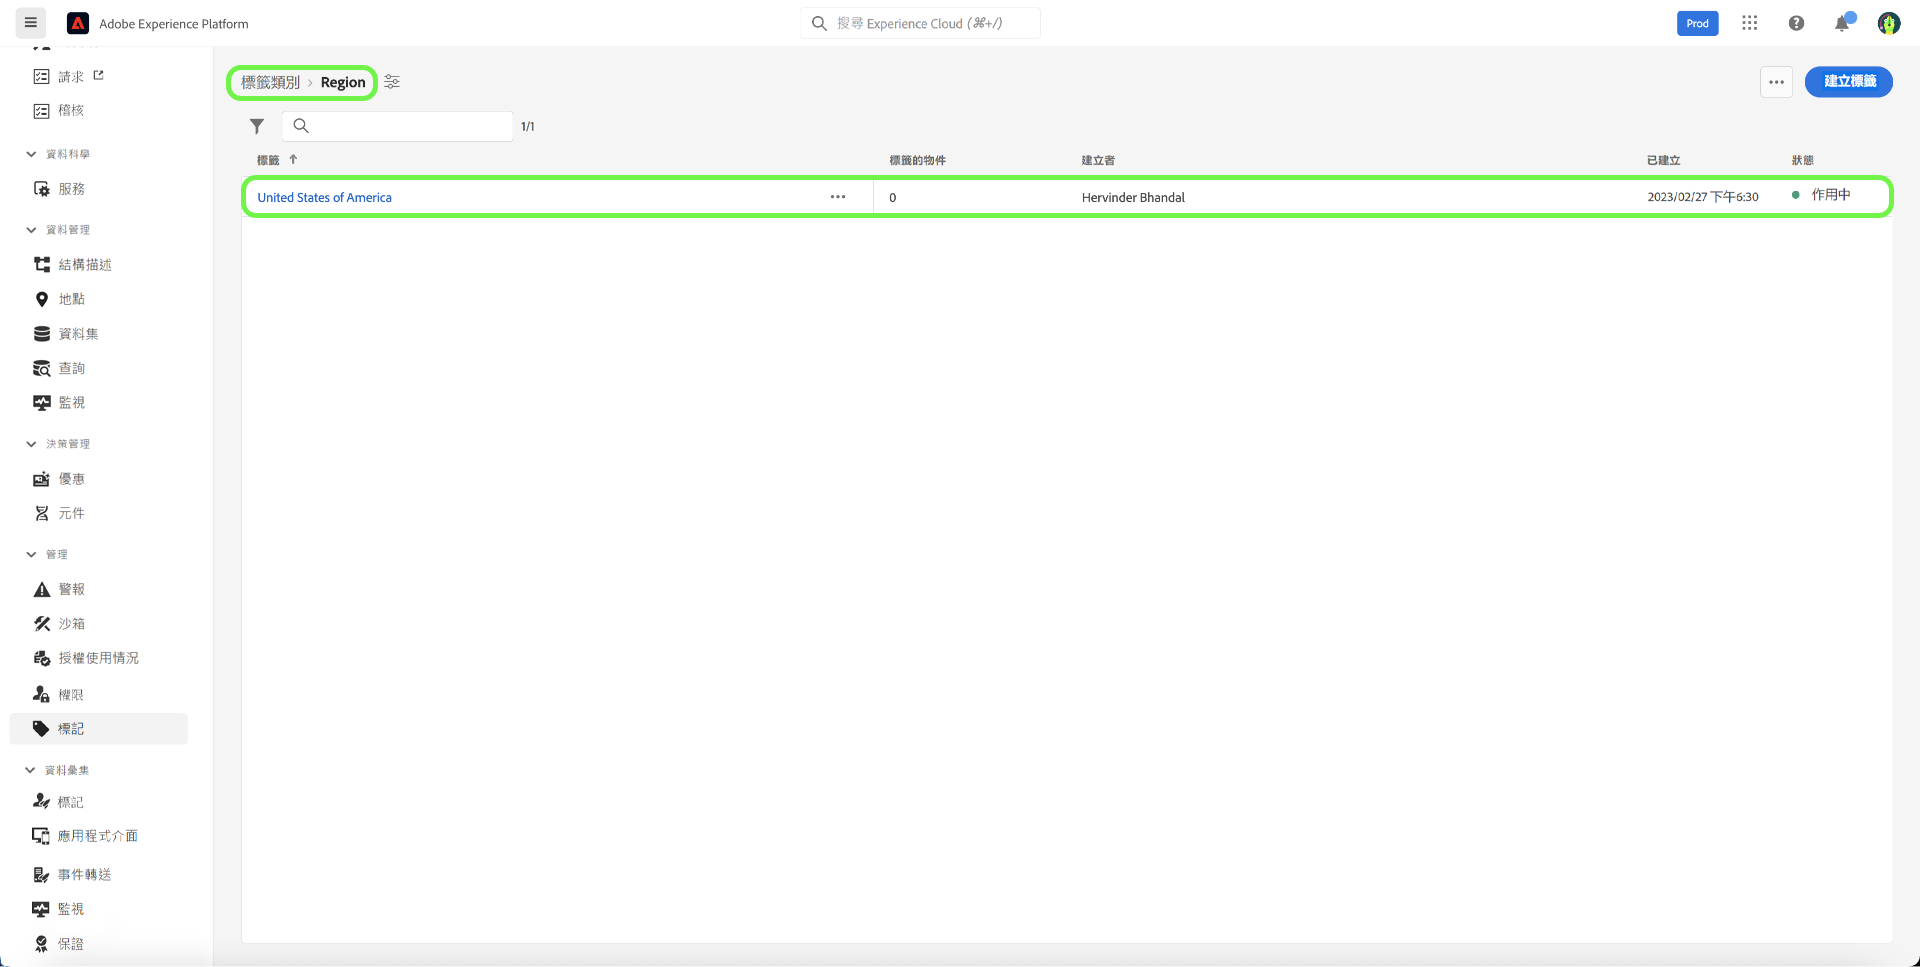 Adobe Experience Platform
搜尋 Experience Cloud (⌘+/)
Prod
請求
稽核
資料科學
服務
資料管理
結構描述
地點
資料集
查詢
監視
決策管理
優惠
元件
管理
警報
沙箱
授權使用情況
權限
標記
資料彙集
標記
應用程式介面
事件轉送
監視
保證
標籤類別 › Region
建立標籤
1/1
標籤 標籤的物件 建立者 已建立 狀態
United States of America 0 Hervinder Bhandal 2023/02/27 下午6:30 作用中